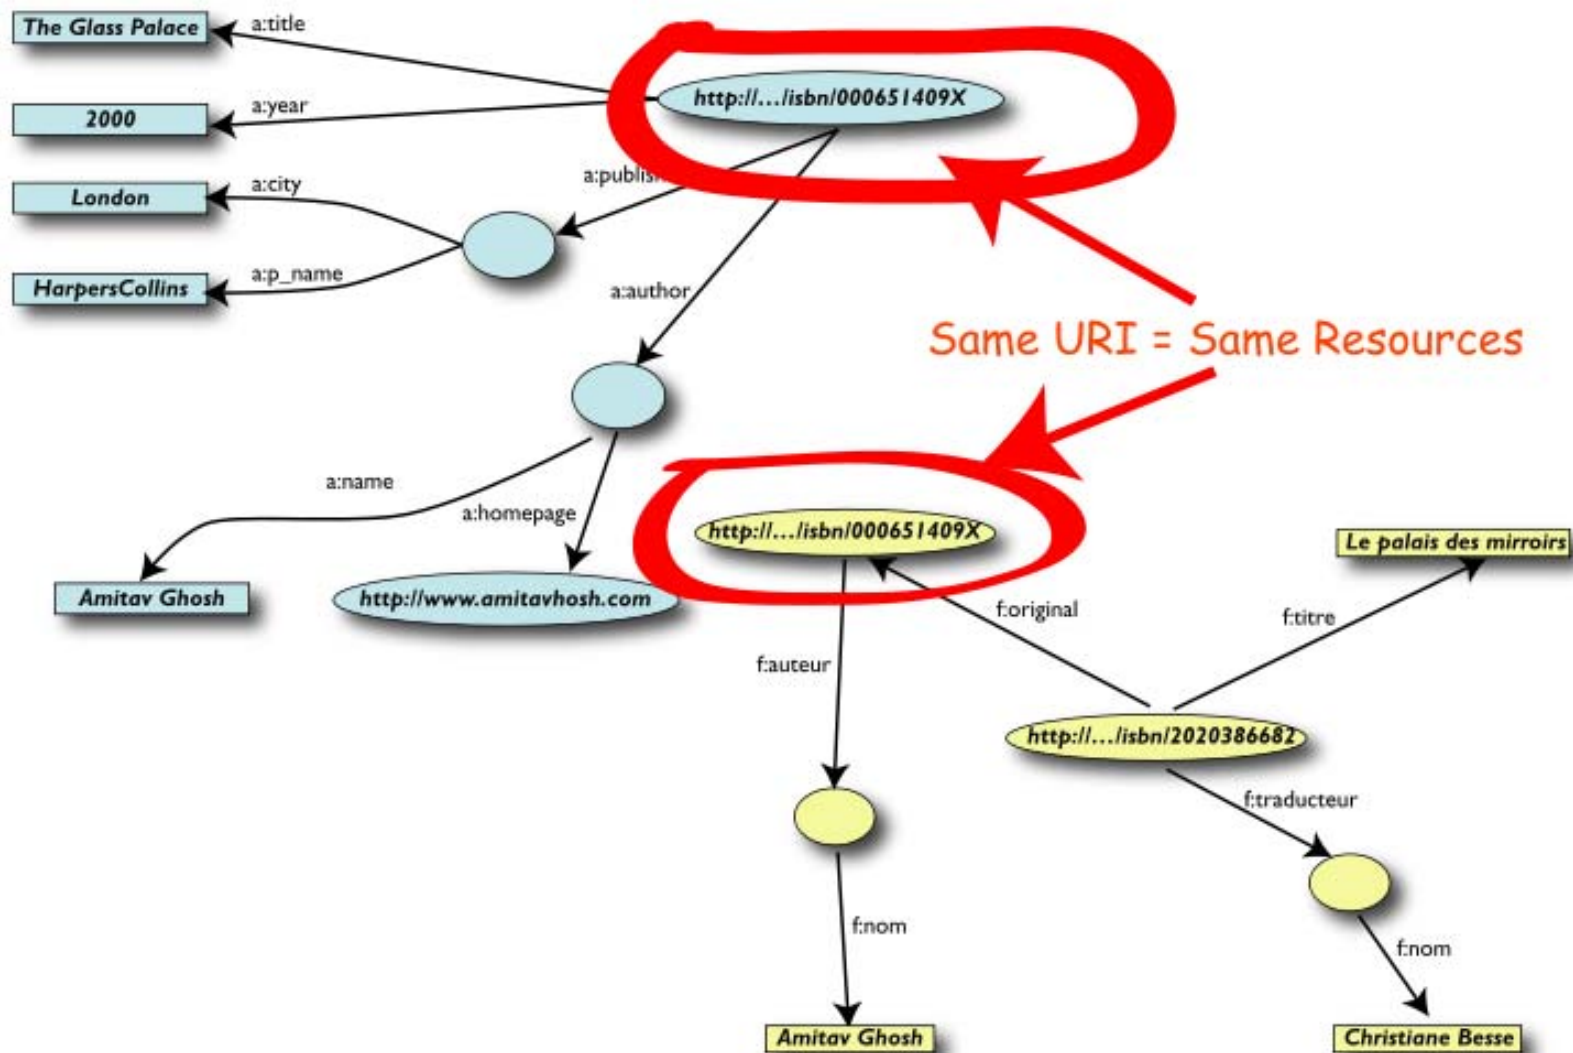 The Glass Palace
a:title
http://.../isbn/000651409X
2000
a:year
London
a:city
HarpersCollins
a:p_name
a:author
Same URI = Same Resources
a:name
a:homepage
Amitav Ghosh
http://www.amitavhosh.com
http://.../isbn/000651409X
Le palais des mirroirs
f:original
f:titre
f:auteur
http://.../isbn/2020386682
f:traducteur
f:nom
f:nom
Amitav Ghosh
Christiane Besse